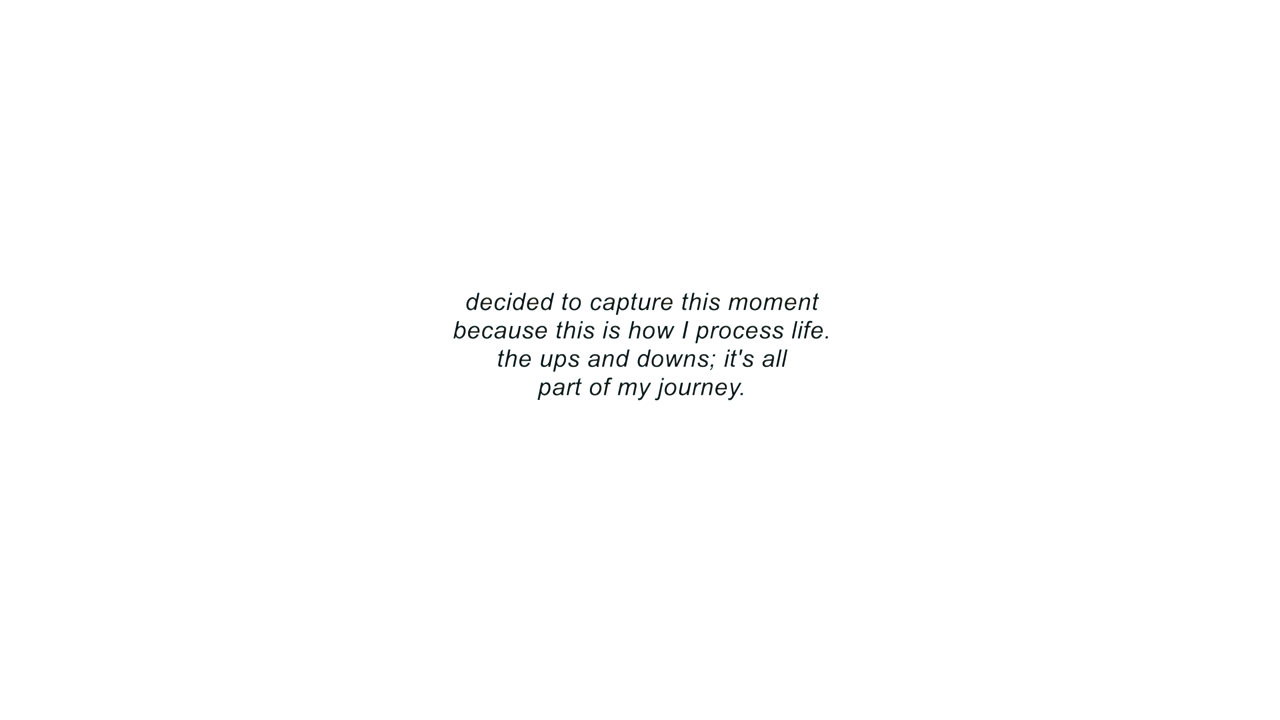 decided to capture this moment
because this is how I process life.
the ups and downs; it's all
part of my journey.